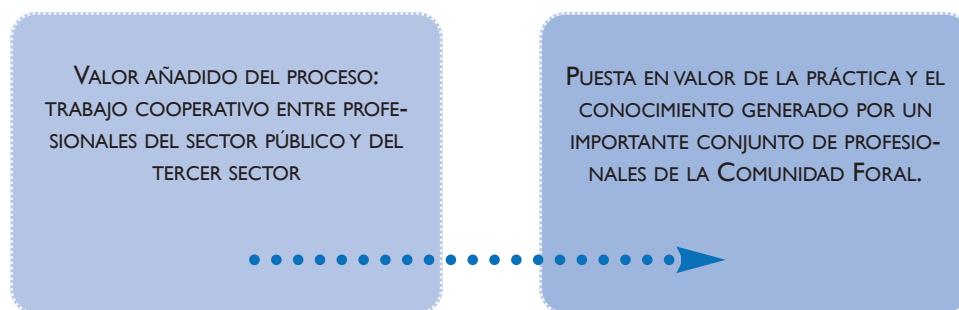 Valor añadido del proceso:
trabajo cooperativo entre profe-
sionales del sector público y del
tercer sector
Puesta en valor de la práctica y el
conocimiento generado por un
importante conjunto de profesio-
nales de la Comunidad Foral.